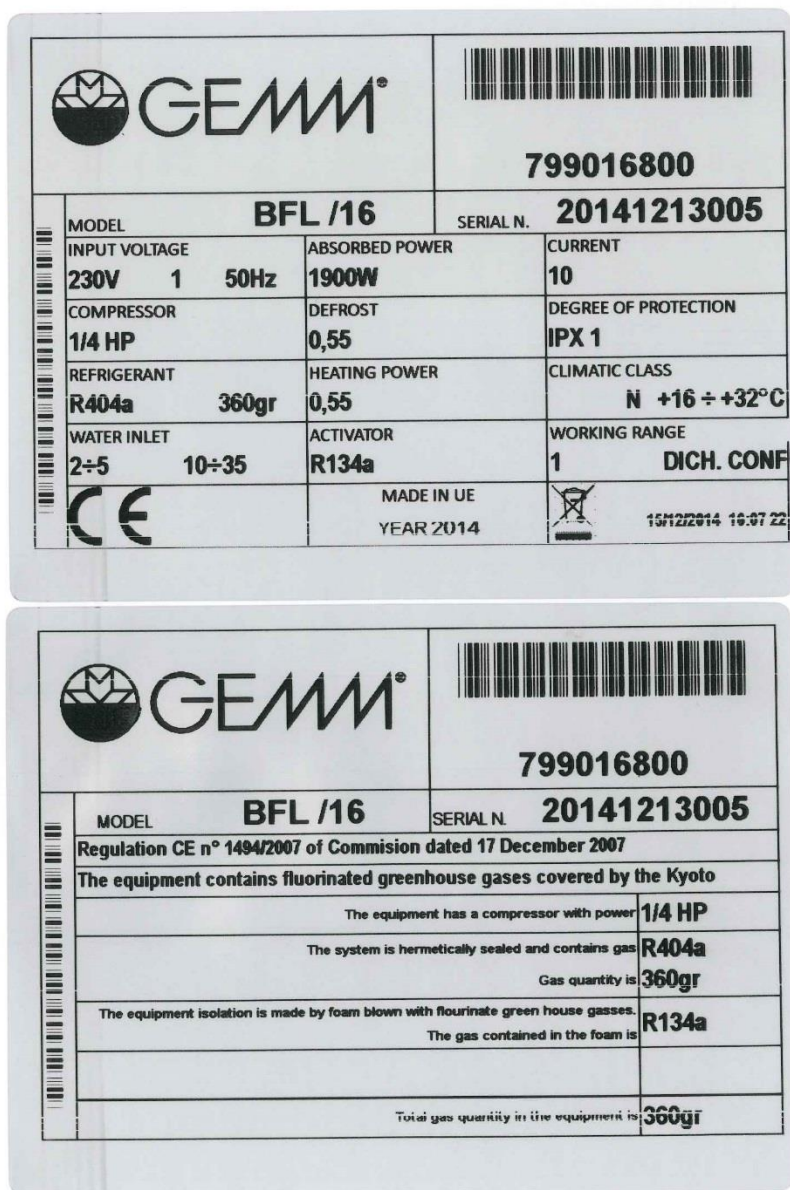 GEMM®
799016800
MODEL BFL /16 SERIAL N. 20141213005
INPUT VOLTAGE ABSORBED POWER CURRENT
230V 1 50Hz 1900W 10
COMPRESSOR DEFROST DEGREE OF PROTECTION
1/4 HP 0,55 IPX 1
REFRIGERANT HEATING POWER CLIMATIC CLASS
R404a 360gr 0,55 N +16 ÷ +32°C
WATER INLET ACTIVATOR WORKING RANGE
2÷5 10÷35 R134a 1 DICH. CONF
CE MADE IN UE
YEAR 2014 15/12/2014 16:07 22
GEMM®
799016800
MODEL BFL /16 SERIAL N. 20141213005
Regulation CE n° 1494/2007 of Commision dated 17 December 2007
The equipment contains fluorinated greenhouse gases covered by the Kyoto
The equipment has a compressor with power 1/4 HP
The system is hermetically sealed and contains gas R404a
Gas quantity is 360gr
The equipment isolation is made by foam blown with flourinate green house gasses.
The gas contained in the foam is R134a
Total gas quantity in the equipment is 360gr